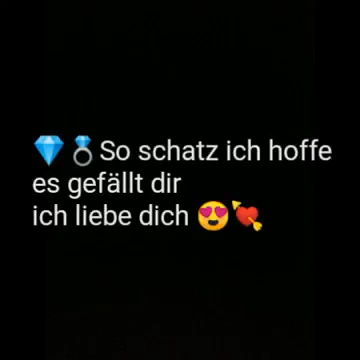 💎💍So schatz ich hoffe
es gefällt dir
ich liebe dich 😍💘